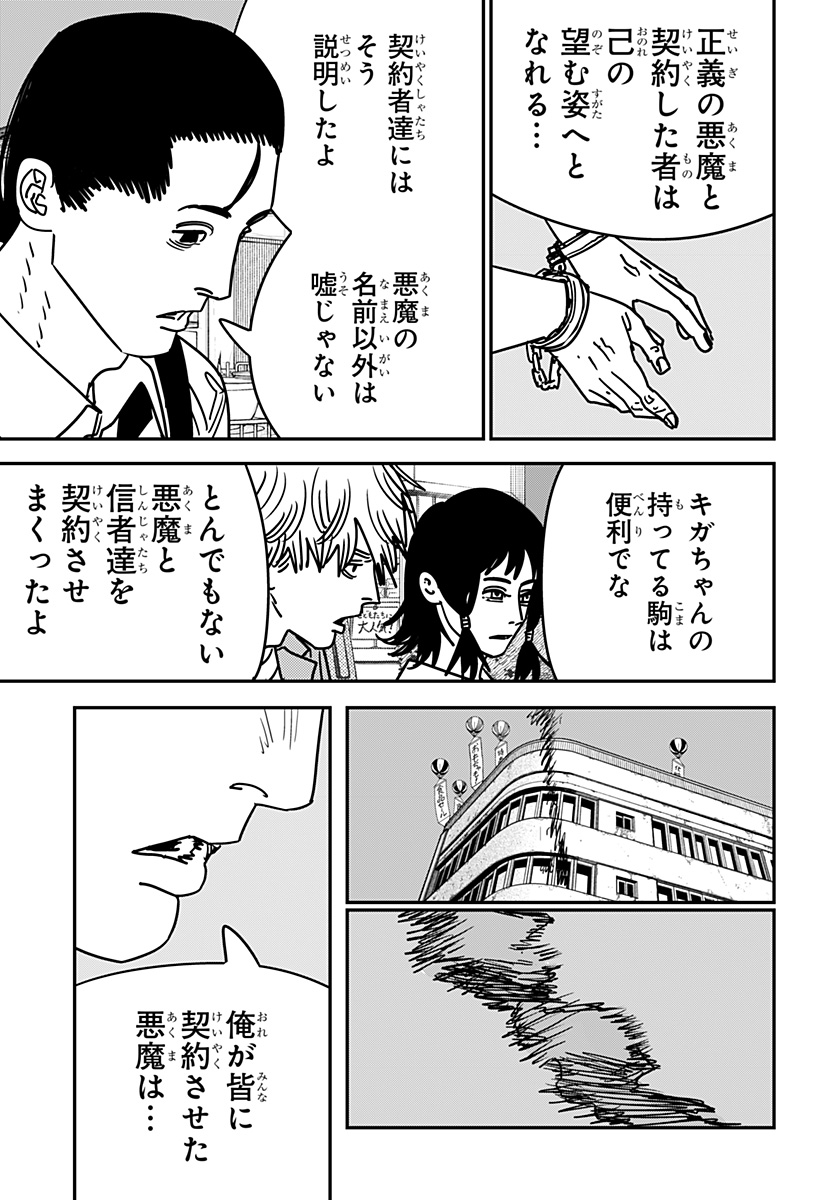 正義の悪魔と
契約した者は
己の
望む姿へと
なれる…
契約者達には
そう
説明したよ
悪魔の
名前以外は
嘘じゃない
キガちゃんの
持ってる駒は
便利でな
とんでもない
悪魔と
信者達を
契約させ
まくったよ
大人気!
俺が皆に
契約させた
悪魔は…